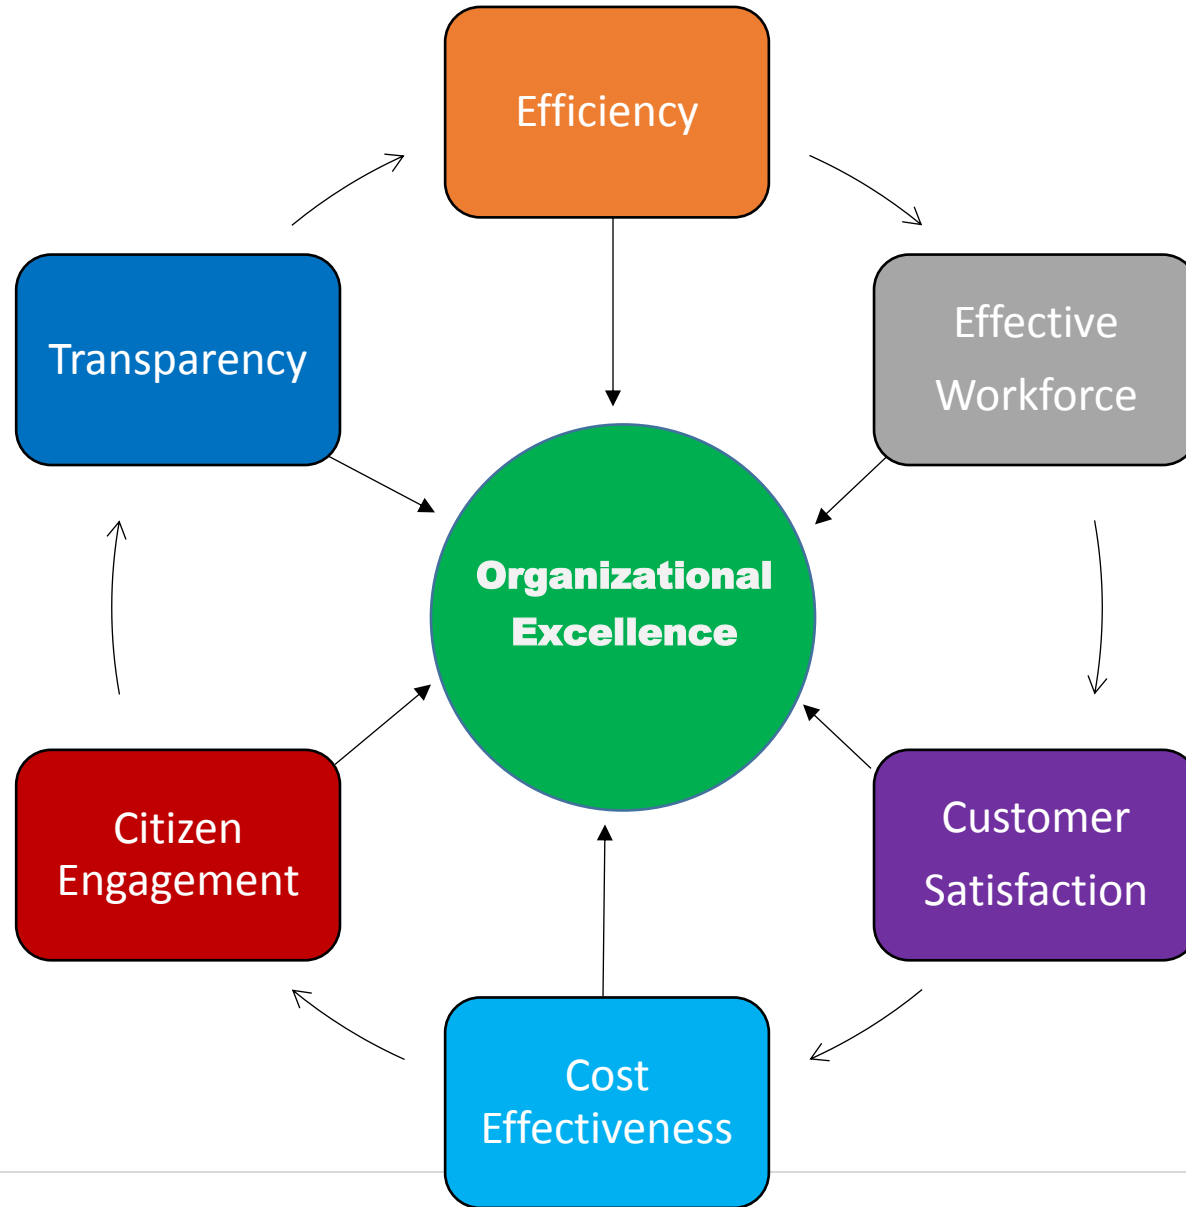 Efficiency
Transparency
Effective
Workforce
Organizational
Excellence
Citizen
Engagement
Customer
Satisfaction
Cost
Effectiveness